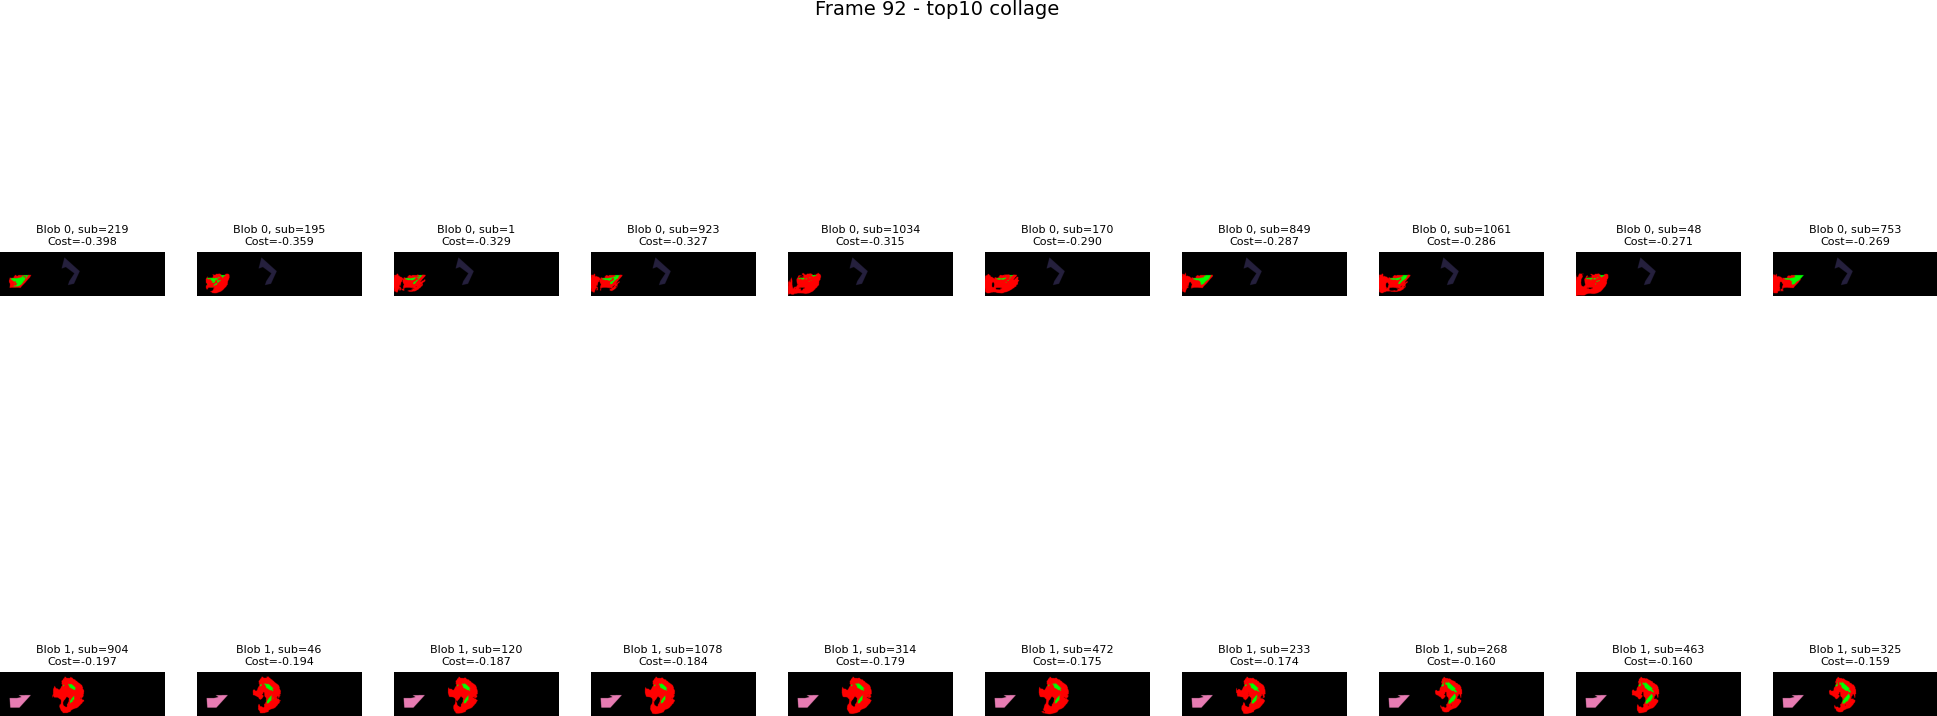 Frame 92 - top10 collage
Blob 0, sub=219
Cost=-0.398
Blob 0, sub=195
Cost=-0.359
Blob 0, sub=1
Cost=-0.329
Blob 0, sub=923
Cost=-0.327
Blob 0, sub=1034
Cost=-0.315
Blob 0, sub=170
Cost=-0.290
Blob 0, sub=849
Cost=-0.287
Blob 0, sub=1061
Cost=-0.286
Blob 0, sub=48
Cost=-0.271
Blob 0, sub=753
Cost=-0.269
Blob 1, sub=904
Cost=-0.197
Blob 1, sub=46
Cost=-0.194
Blob 1, sub=120
Cost=-0.187
Blob 1, sub=1078
Cost=-0.184
Blob 1, sub=314
Cost=-0.179
Blob 1, sub=472
Cost=-0.175
Blob 1, sub=233
Cost=-0.174
Blob 1, sub=268
Cost=-0.160
Blob 1, sub=463
Cost=-0.160
Blob 1, sub=325
Cost=-0.159